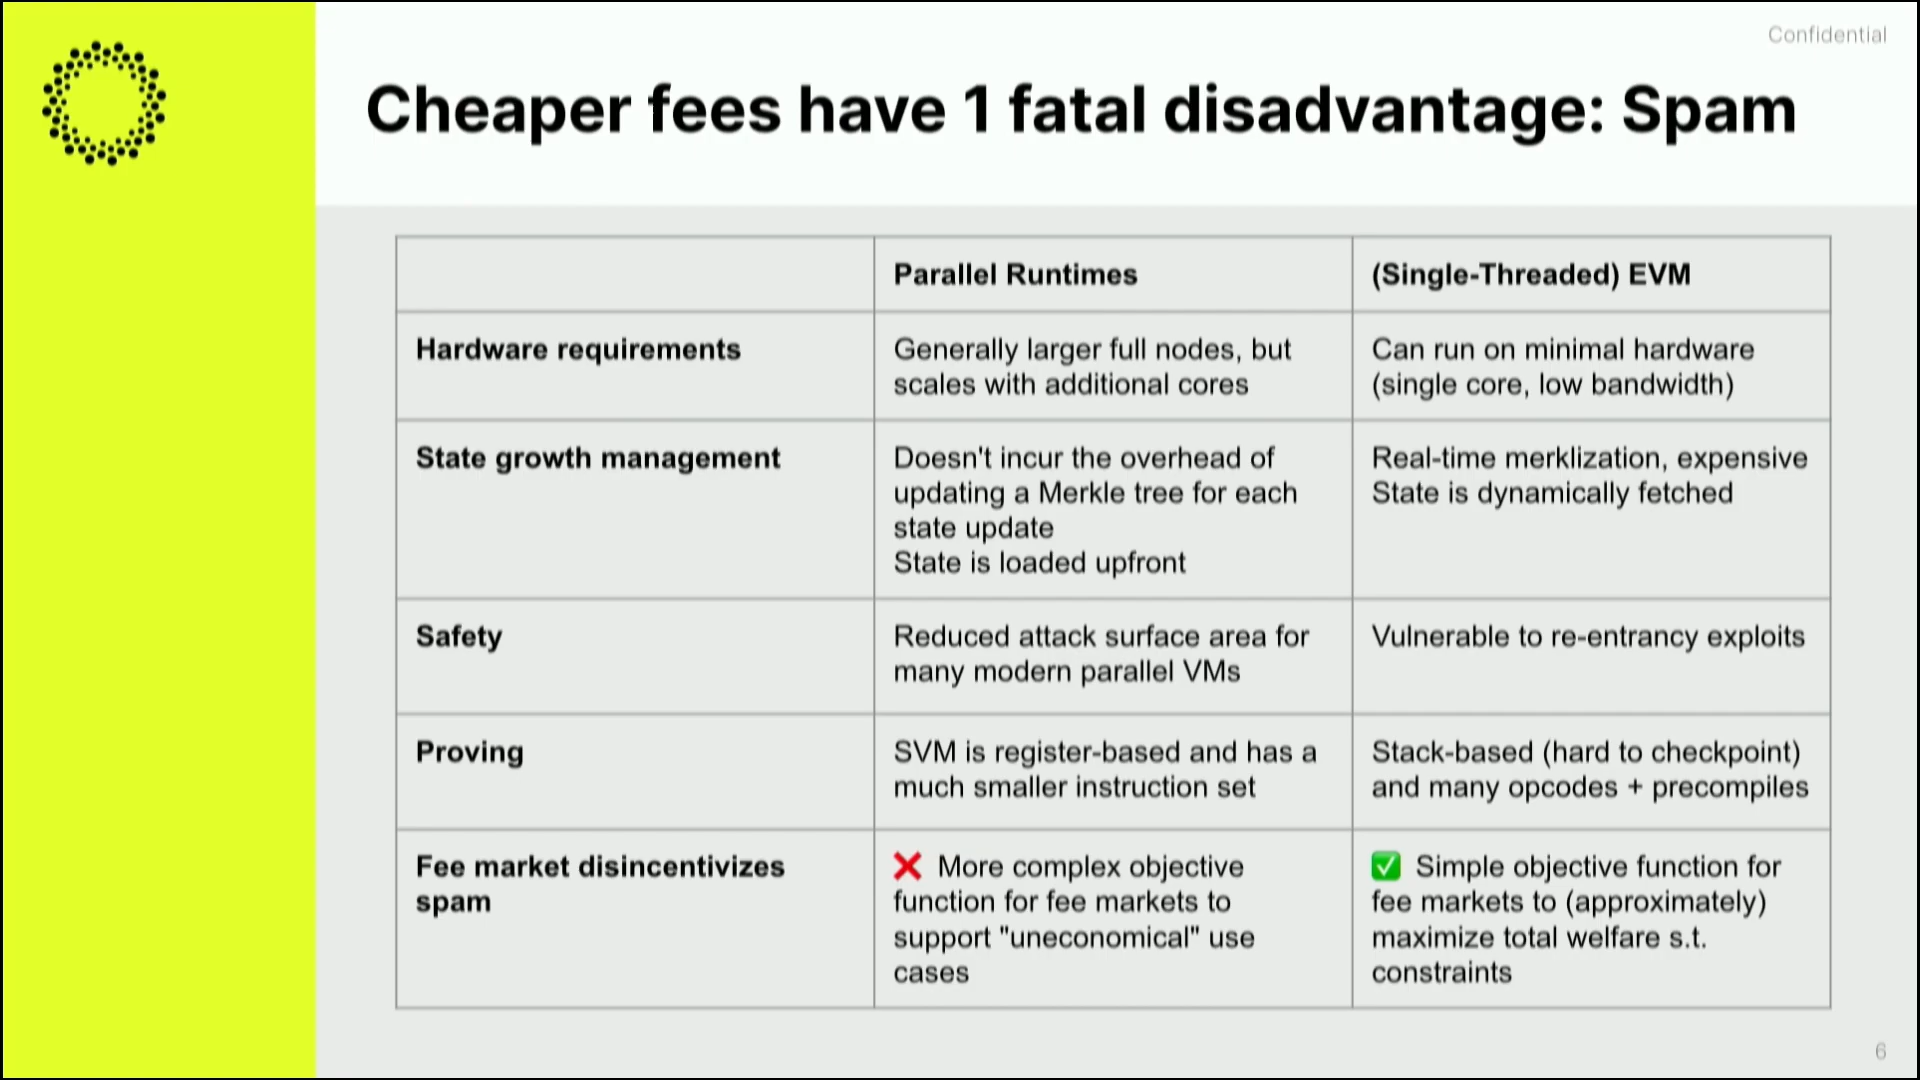 Confidential
Cheaper fees have 1 fatal disadvantage: Spam
Parallel Runtimes
(Single-Threaded) EVM
Hardware requirements
Generally larger full nodes, but
scales with additional cores
Can run on minimal hardware
(single core, low bandwidth)
State growth management
Doesn't incur the overhead of
updating a Merkle tree for each
state update
State is loaded upfront
Real-time merklization, expensive
State is dynamically fetched
Safety
Reduced attack surface area for
many modern parallel VMs
Vulnerable to re-entrancy exploits
Proving
SVM is register-based and has a
much smaller instruction set
Stack-based (hard to checkpoint)
and many opcodes + precompiles
Fee market disincentivizes
spam
❌ More complex objective
function for fee markets to
support "uneconomical" use
cases
✅ Simple objective function for
fee markets to (approximately)
maximize total welfare s.t.
constraints
6